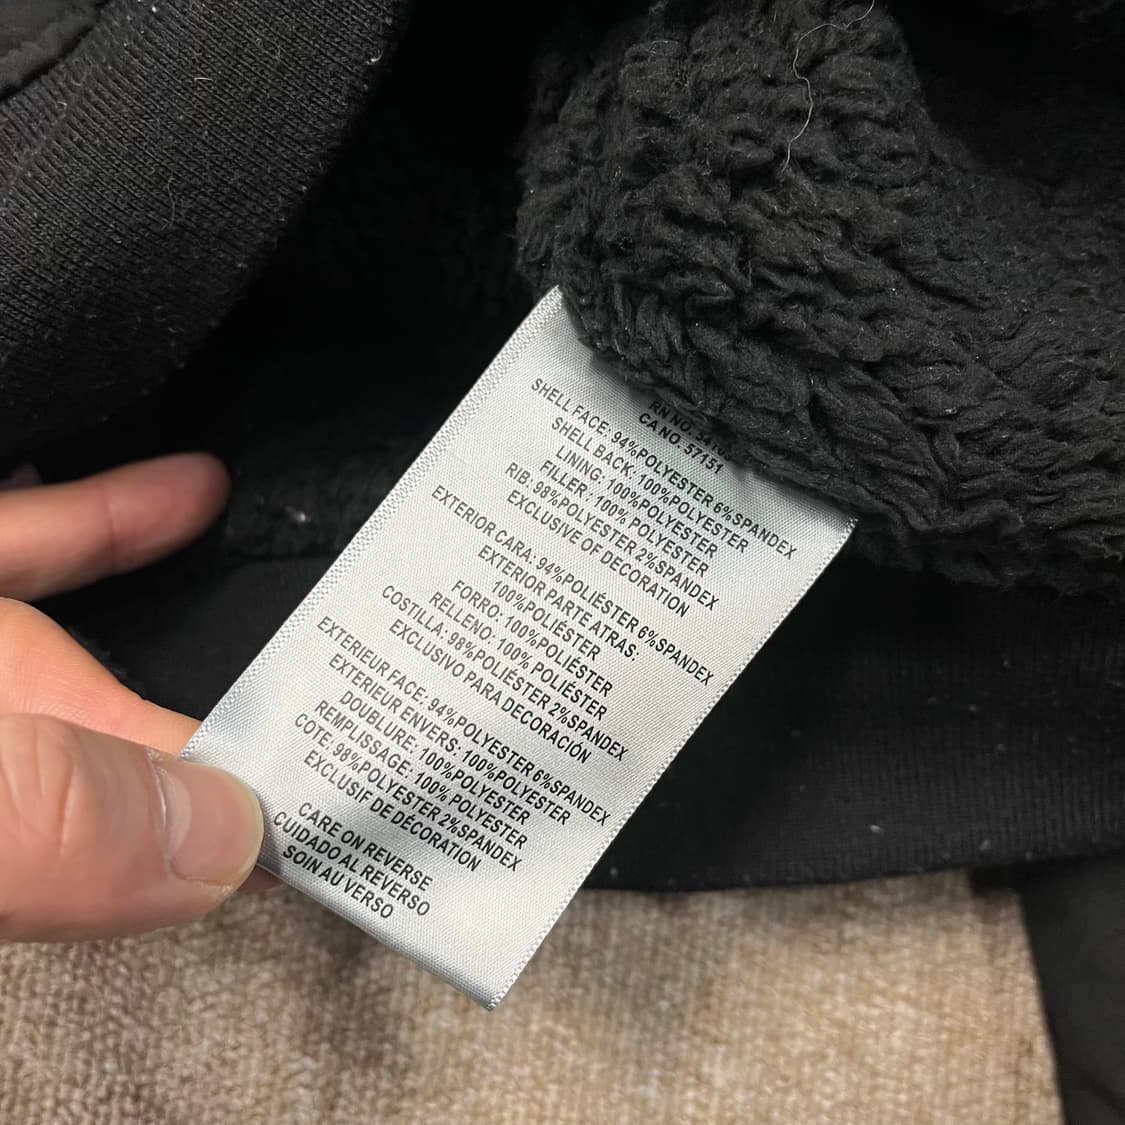 RN NO.
CA NO. 57151
SHELL FACE: 94%POLYESTER 6%SPANDEX
SHELL BACK: 100%POLYESTER
LINING: 100%POLYESTER
FILLER: 100% POLYESTER
RIB: 98%POLYESTER 2%SPANDEX
EXCLUSIVE OF DECORATION
EXTERIOR CARA: 94%POLIÉSTER 6%SPANDEX
EXTERIOR PARTE ATRAS:
100%POLIÉSTER
FORRO: 100%POLIÉSTER
RELLENO: 100% POLIÉSTER
COSTILLA: 98%POLIÉSTER 2%SPANDEX
EXCLUSIVO PARA DECORACIÓN
EXTERIEUR FACE: 94%POLYESTER 6%SPANDEX
EXTERIEUR ENVERS: 100%POLYESTER
DOUBLURE: 100%POLYESTER
REMPLISSAGE: 100% POLYESTER
COTE: 98%POLYESTER 2%SPANDEX
EXCLUSIF DE DÉCORATION
CARE ON REVERSE
CUIDADO AL REVERSO
SOIN AU VERSO